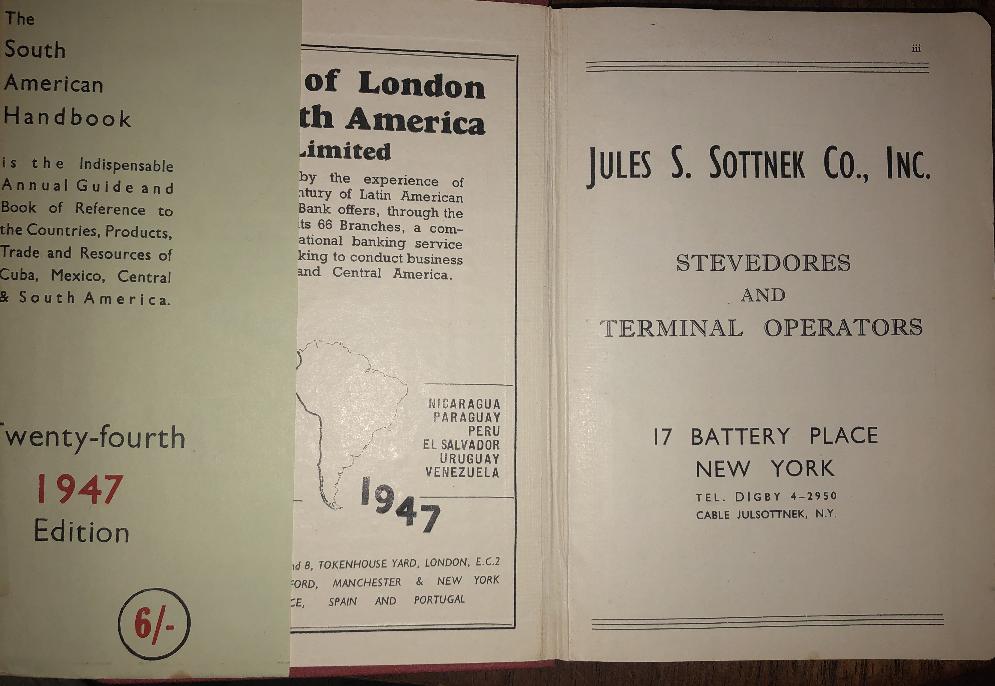 The
South
American
Handbook
is the Indispensable
Annual Guide and
Book of Reference to
the Countries, Products,
Trade and Resources of
Cuba, Mexico, Central
& South America.
wenty-fourth
1947
Edition
6/-
of London
th America
Limited
by the experience of
ntury of Latin American
Bank offers, through the
its 66 Branches, a com-
ational banking service
king to conduct business
and Central America.
NICARAGUA
PARAGUAY
PERU
EL SALVADOR
URUGUAY
VENEZUELA
1947
nd 8, TOKENHOUSE YARD, LONDON, E.C.2
FORD, MANCHESTER & NEW YORK
CE, SPAIN AND PORTUGAL
iii
JULES S. SOTTNEK CO., INC.
STEVEDORES
AND
TERMINAL OPERATORS
17 BATTERY PLACE
NEW YORK
TEL. DIGBY 4-2950
CABLE JULSOTTNEK, N.Y.